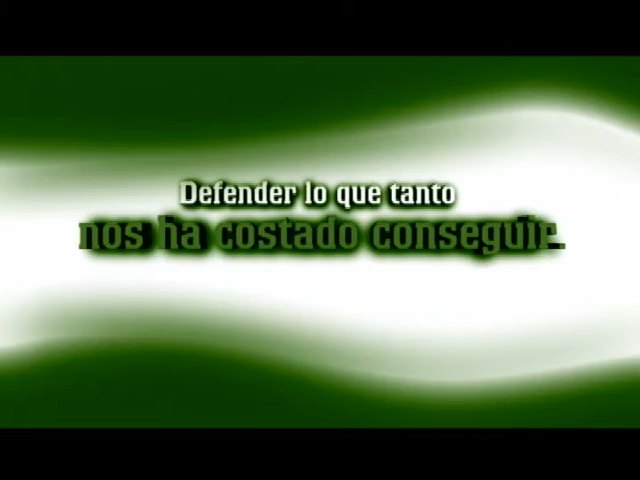 Defender lo que tanto
nos ha costado conseguir.